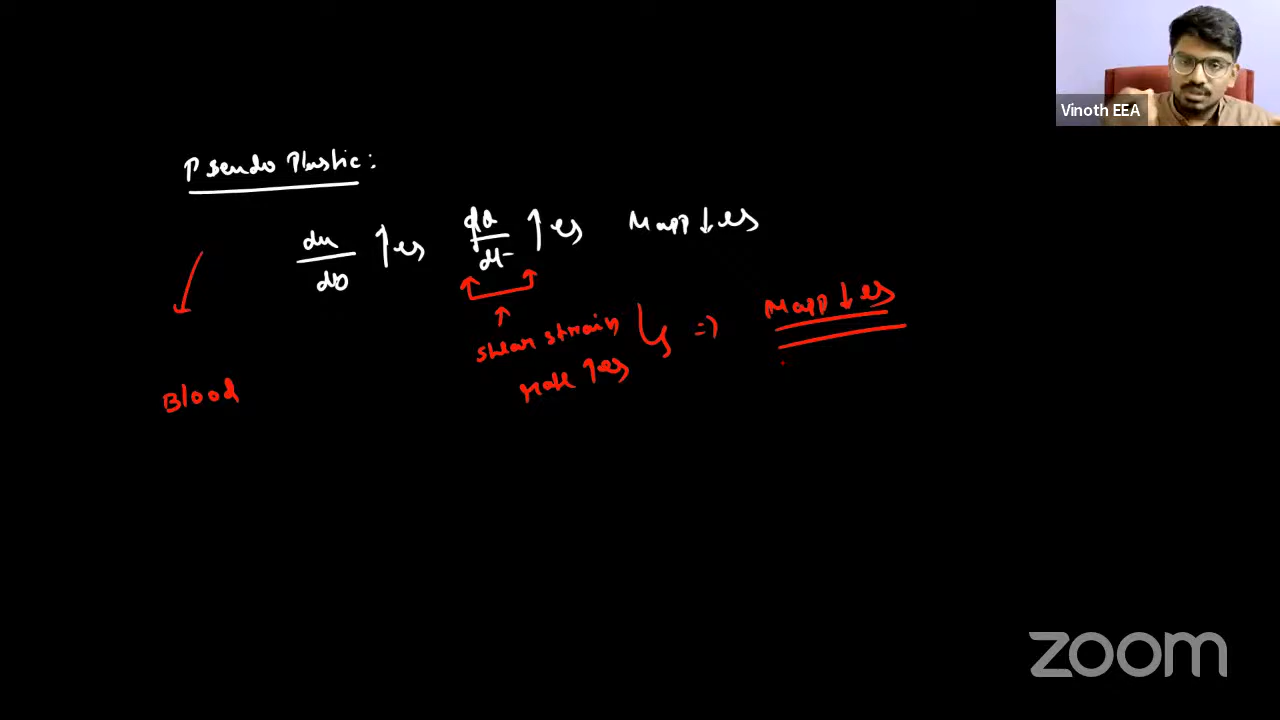 Vinoth EEA
Pseudo Plastic:
du/dy ↑es dθ/dt ↑es μapp ↓es
shear strain rate ↑es } => μapp ↓es
Blood
zoom